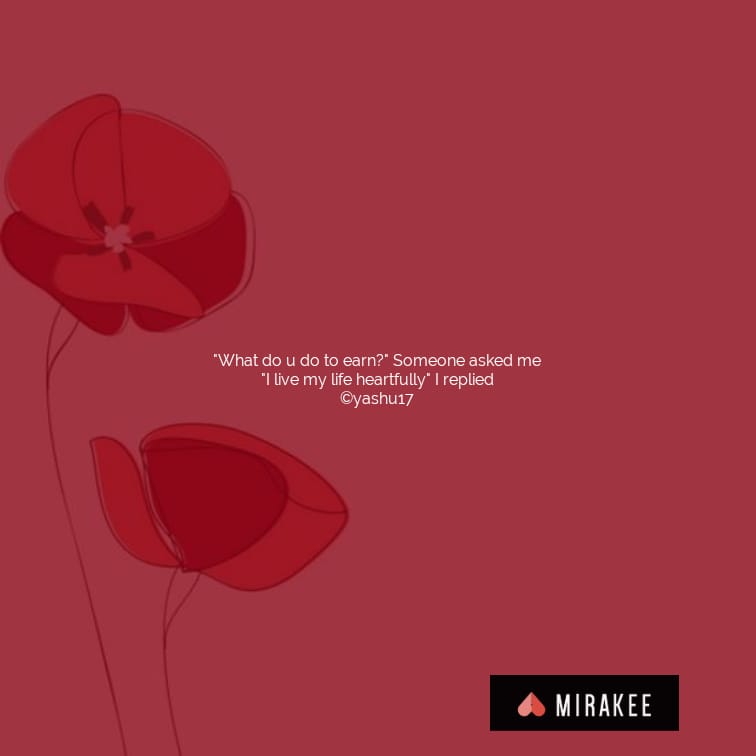 "What do u do to earn?" Someone asked me
"I live my life heartfully" I replied
©yashu17
MIRAKEE